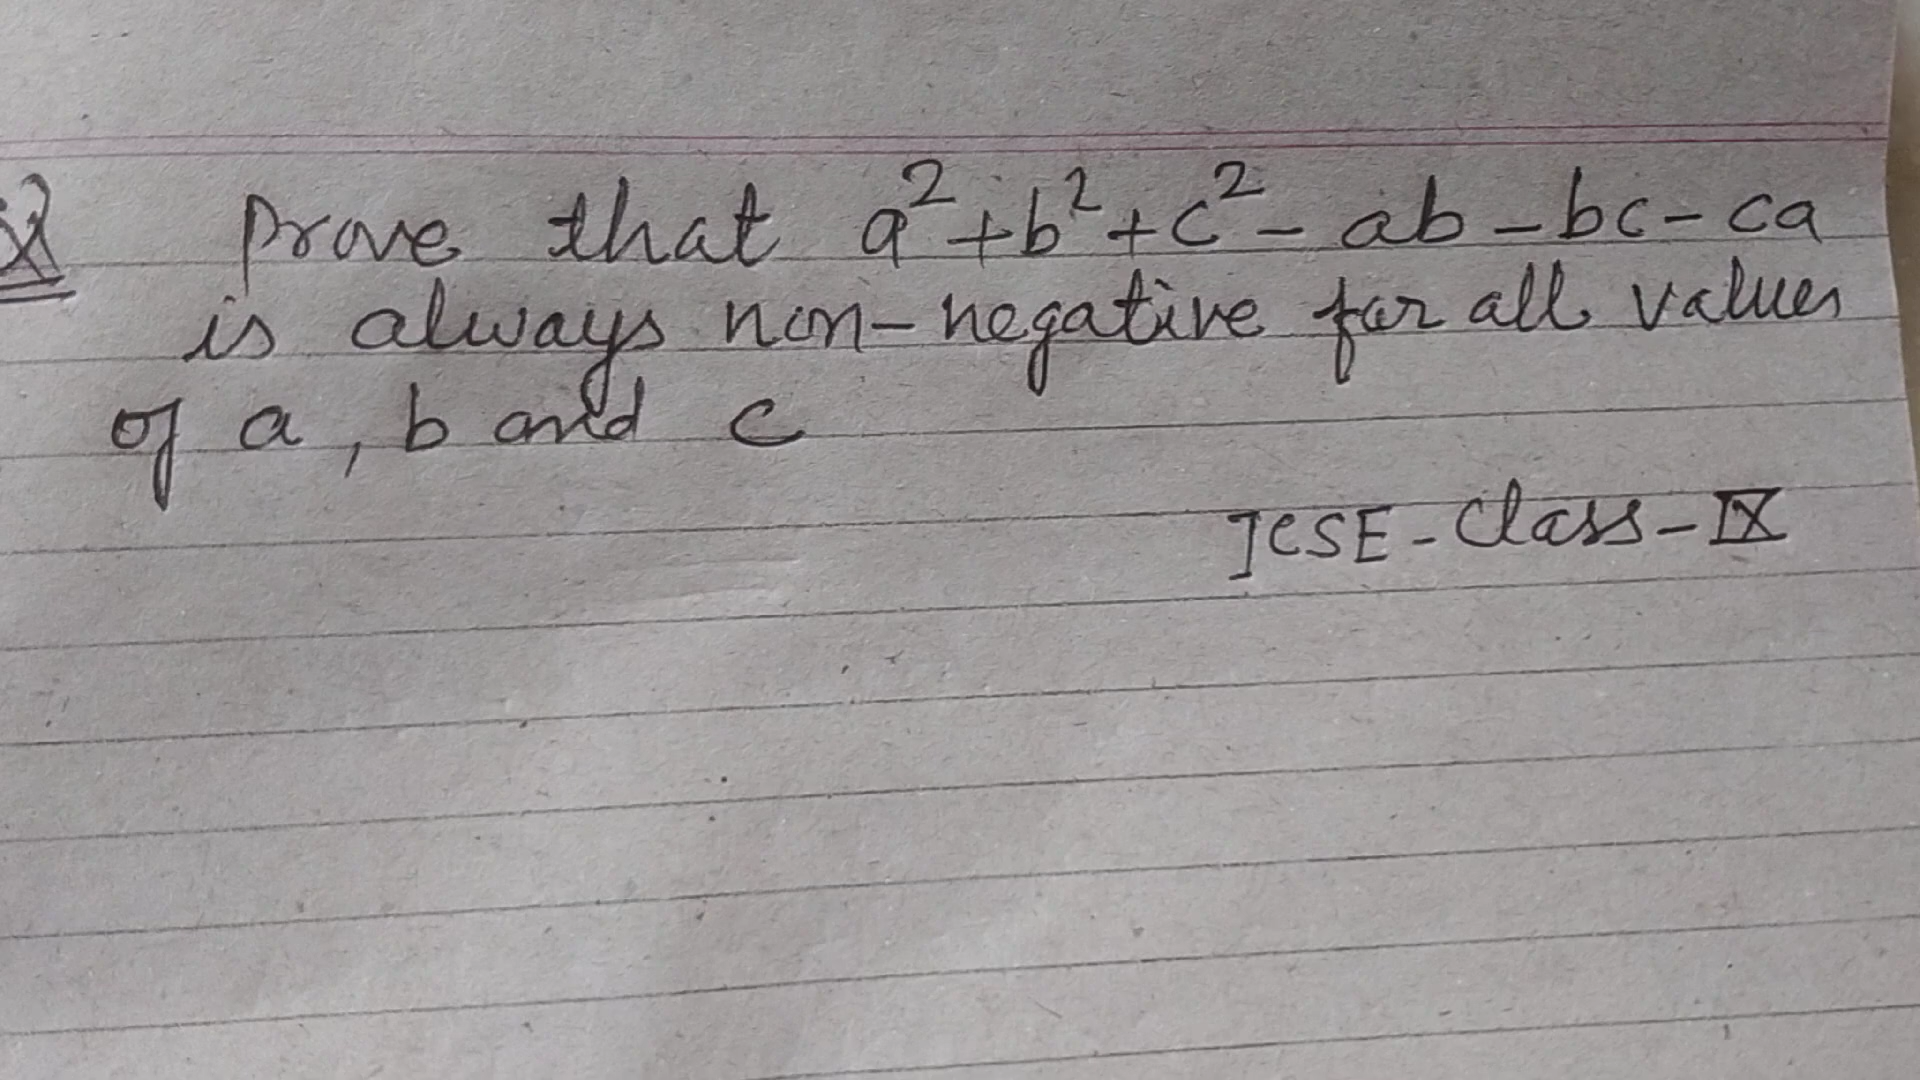 Q Prove that a²+b²+c² - ab - bc - ca
is always non-negative for all values
of a, b and c
ICSE - Class - IX